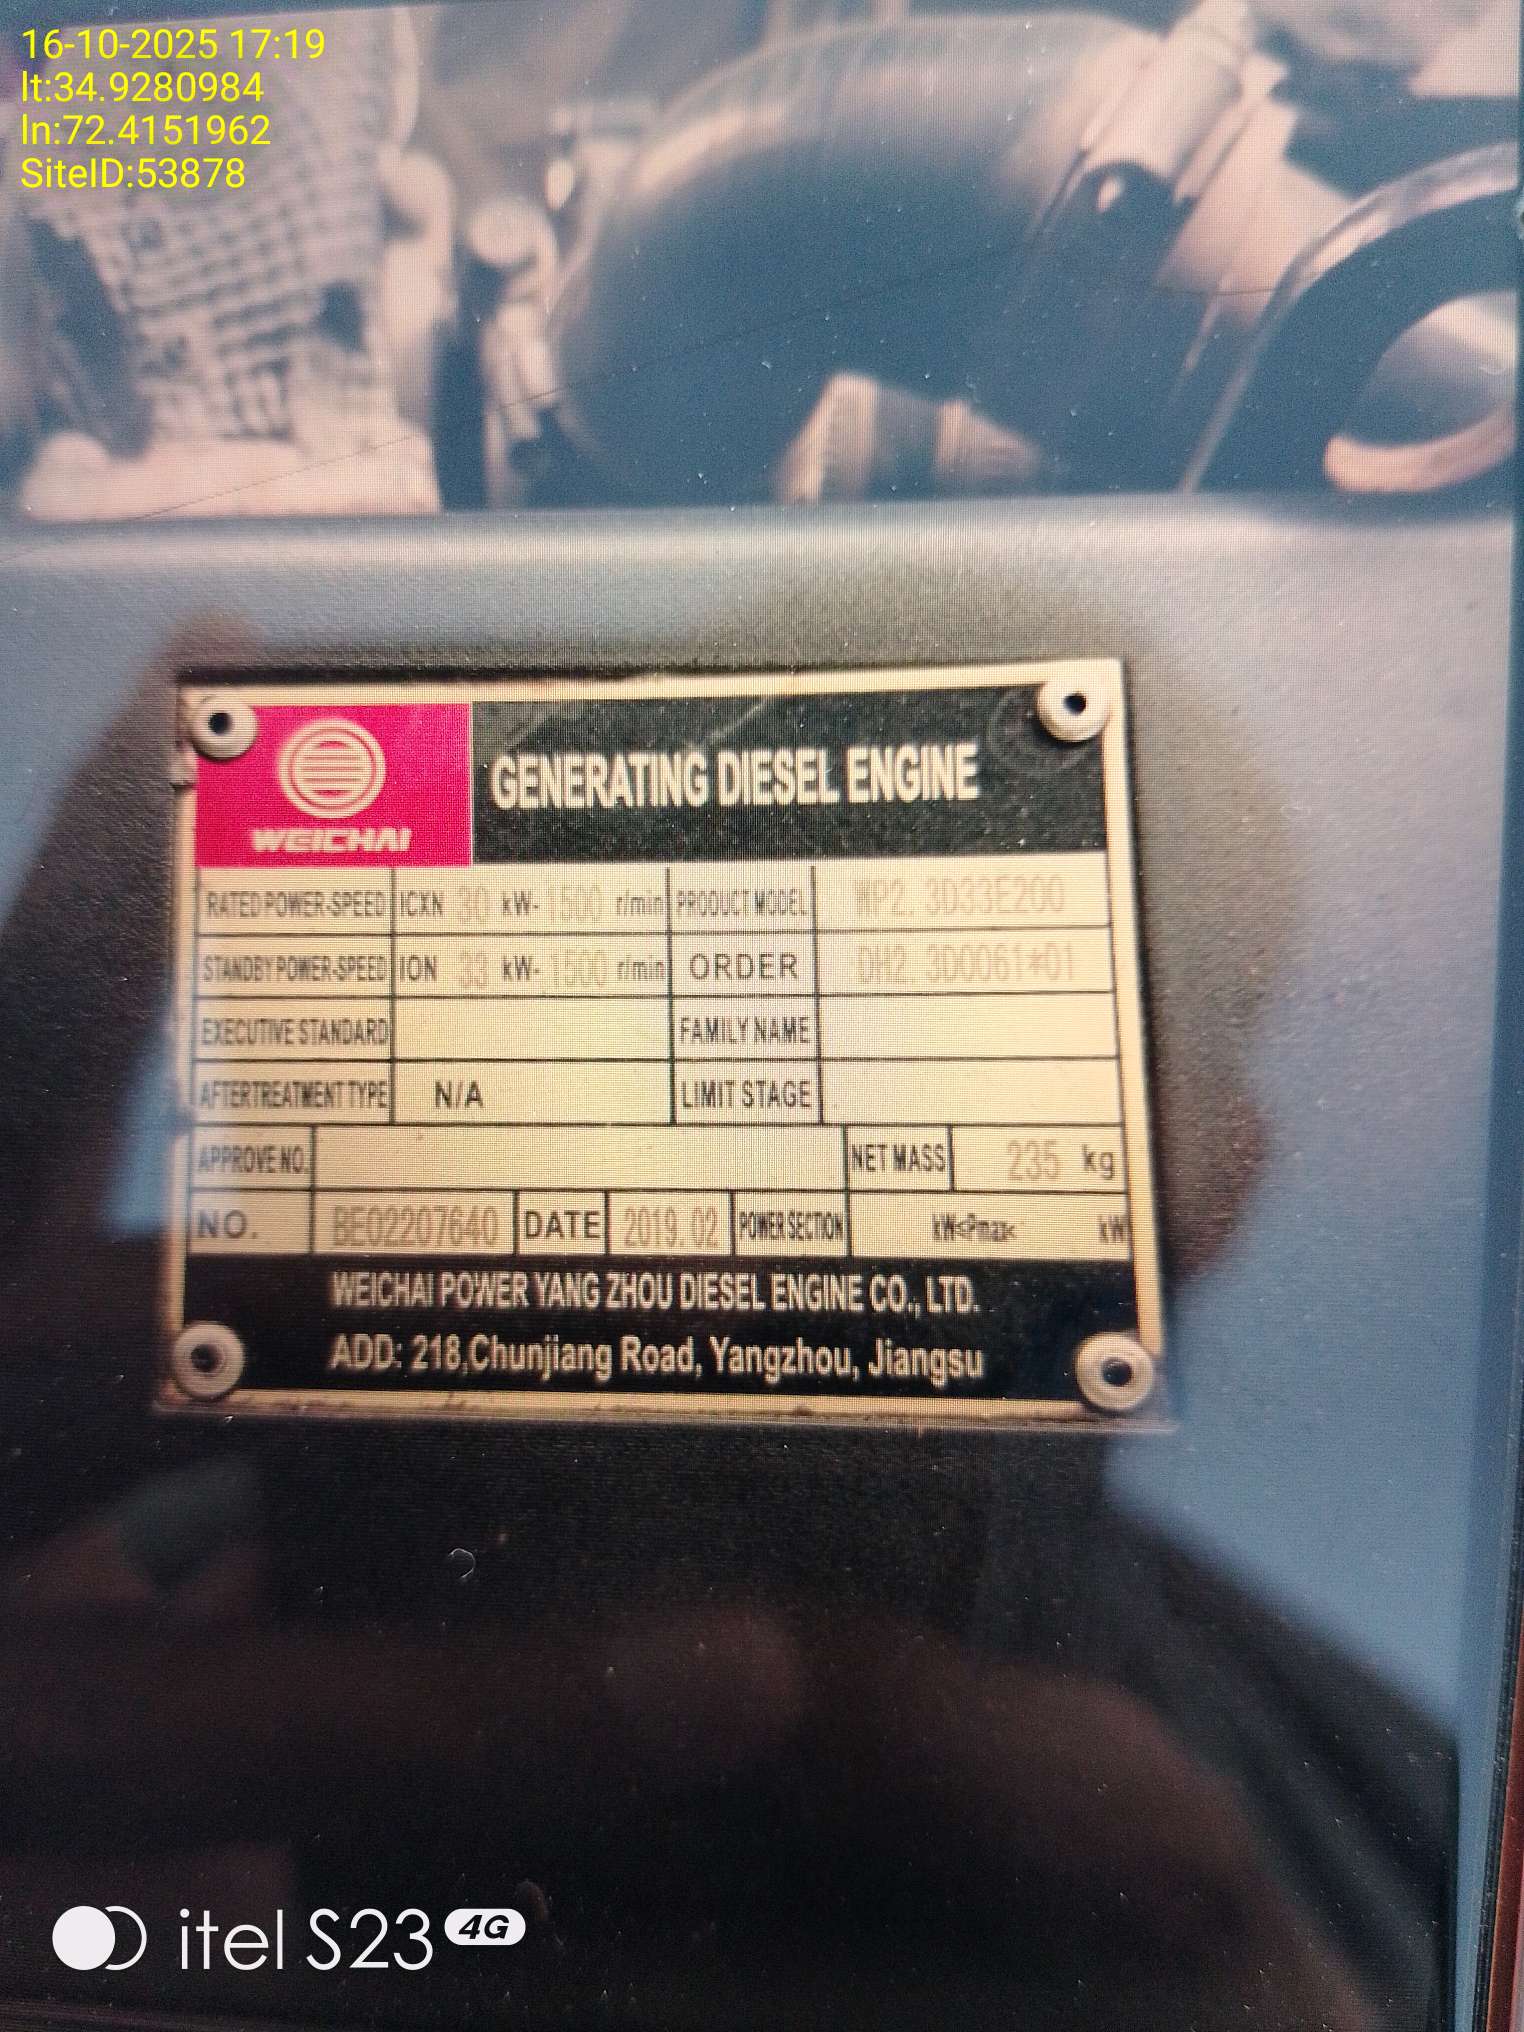 16-10-2025 17:19
lt:34.9280984
ln:72.4151962
SiteID:53878
WEICHAI
GENERATING DIESEL ENGINE
RATED POWER-SPEED ICXN 30 kW- 1500 r/min PRODUCT MODEL WP2.3D33E200
STANDBY POWER-SPEED ION 33 kW- 1500 r/min ORDER DH2.3D0061*01
EXECUTIVE STANDARD FAMILY NAME
AFTERTREATMENT TYPE N/A LIMIT STAGE
APPROVE NO. NET MASS 235 kg
NO. BE02207640 DATE 2019.02 POWER SECTION kW<Pmax< kW
WEICHAI POWER YANG ZHOU DIESEL ENGINE CO., LTD.
ADD: 218,Chunjiang Road, Yangzhou, Jiangsu
itel S23 4G